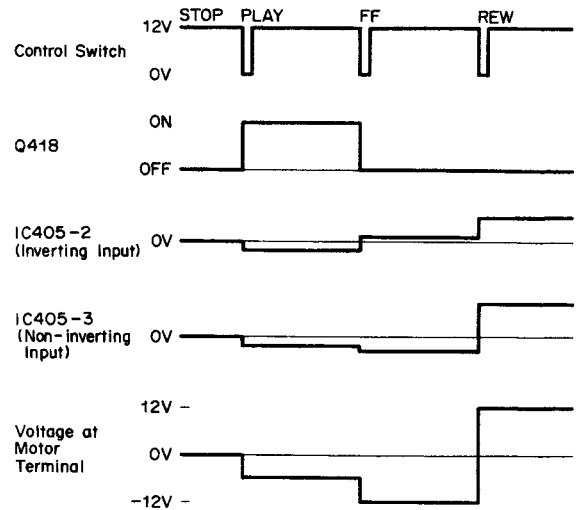 STOP PLAY FF REW
12V
Control Switch
0V
ON
Q418
OFF
IC405-2
(Inverting Input)
0V
IC405-3
(Non-inverting
Input)
0V
12V
Voltage at
Motor
Terminal
0V
-12V